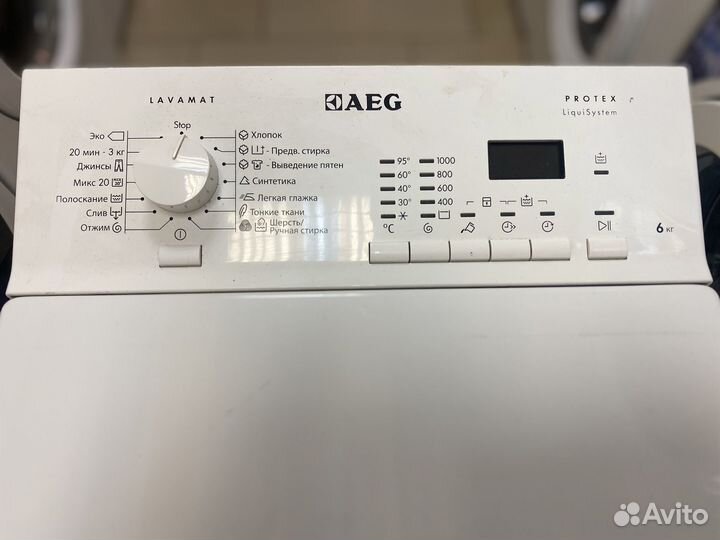 LAVAMAT
AEG
PROTEX
LiquiSystem
Stop
Эко
20 мин - 3 кг
Джинсы
Микс 20
Полоскание
Слив
Отжим
Хлопок
- Предв. стирка
- Выведение пятен
Синтетика
Легкая глажка
Тонкие ткани
Шерсть/
Ручная стирка
95° 1000
60° 800
40° 600
30° 400
°C
6 кг
Avito